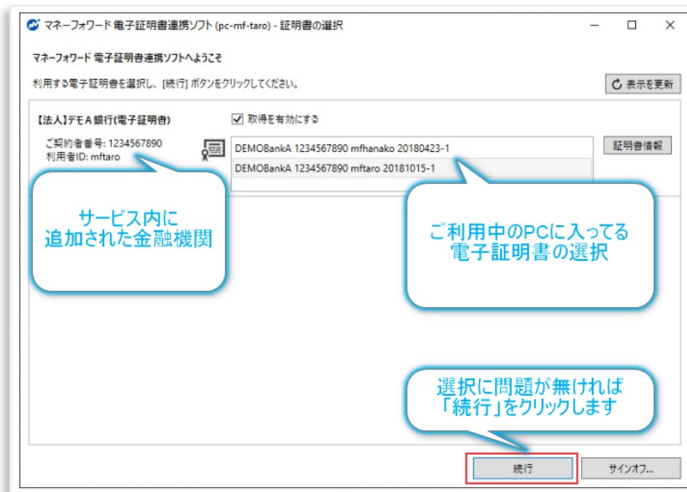 マネーフォワード 電子証明書連携ソフト (pc-mf-taro) - 証明書の選択
マネーフォワード 電子証明書連携ソフトへようこそ
利用する電子証明書を選択し、[続行] ボタンをクリックしてください。
表示を更新
【法人】デモA銀行(電子証明書)
取得を有効にする
ご契約者番号: 1234567890
利用者ID: mftaro
DEMOBankA 1234567890 mfhanako 20180423-1
DEMOBankA 1234567890 mftaro 20181015-1
証明書情報
サービス内に
追加された金融機関
ご利用中のPCに入ってる
電子証明書の選択
選択に問題が無ければ
「続行」をクリックします
続行
サインオフ...